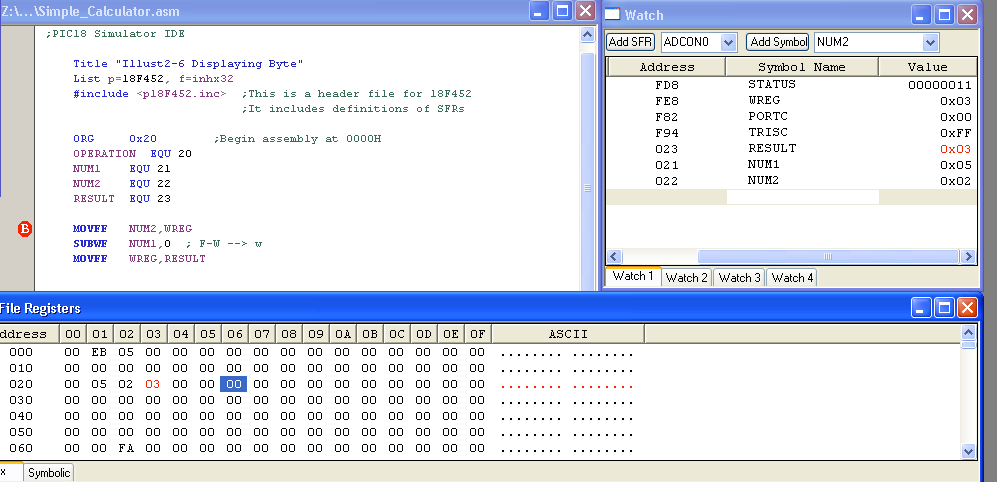 Z:\...\Simple_Calculator.asm
;PIC18 Simulator IDE
Title "Illust2-6 Displaying Byte"
List p=18F452, f=inhx32
#include <p18F452.inc> ;This is a header file for 18F452
;It includes definitions of SFRs
ORG 0x20 ;Begin assembly at 0000H
OPERATION EQU 20
NUM1 EQU 21
NUM2 EQU 22
RESULT EQU 23
B MOVFF NUM2,WREG
SUBWF NUM1,0 ; F-W --> w
MOVFF WREG,RESULT
Watch
Add SFR ADCON0 Add Symbol NUM2
Address Symbol Name Value
FD8 STATUS 00000011
FE8 WREG 0x03
F82 PORTC 0x00
F94 TRISC 0xFF
023 RESULT 0x03
021 NUM1 0x05
022 NUM2 0x02
Watch 1 Watch 2 Watch 3 Watch 4
File Registers
ddress 00 01 02 03 04 05 06 07 08 09 0A 0B 0C 0D 0E 0F ASCII
000 00 EB 05 00 00 00 00 00 00 00 00 00 00 00 00 00 ........ ........
010 00 00 00 00 00 00 00 00 00 00 00 00 00 00 00 00 ........ ........
020 00 05 02 03 00 00 00 00 00 00 00 00 00 00 00 00 ........ ........
030 00 00 00 00 00 00 00 00 00 00 00 00 00 00 00 00 ........ ........
040 00 00 00 00 00 00 00 00 00 00 00 00 00 00 00 00 ........ ........
050 00 00 00 00 00 00 00 00 00 00 00 00 00 00 00 00 ........ ........
060 00 00 FA 00 00 00 00 00 00 00 00 00 00 00 00 00 ........ ........
x Symbolic